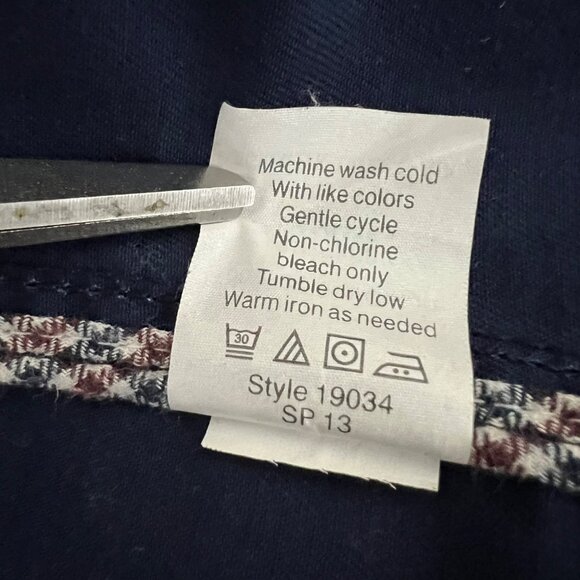 Machine wash cold
With like colors
Gentle cycle
Non-chlorine
bleach only
Tumble dry low
Warm iron as needed
30
Style 19034
SP 13